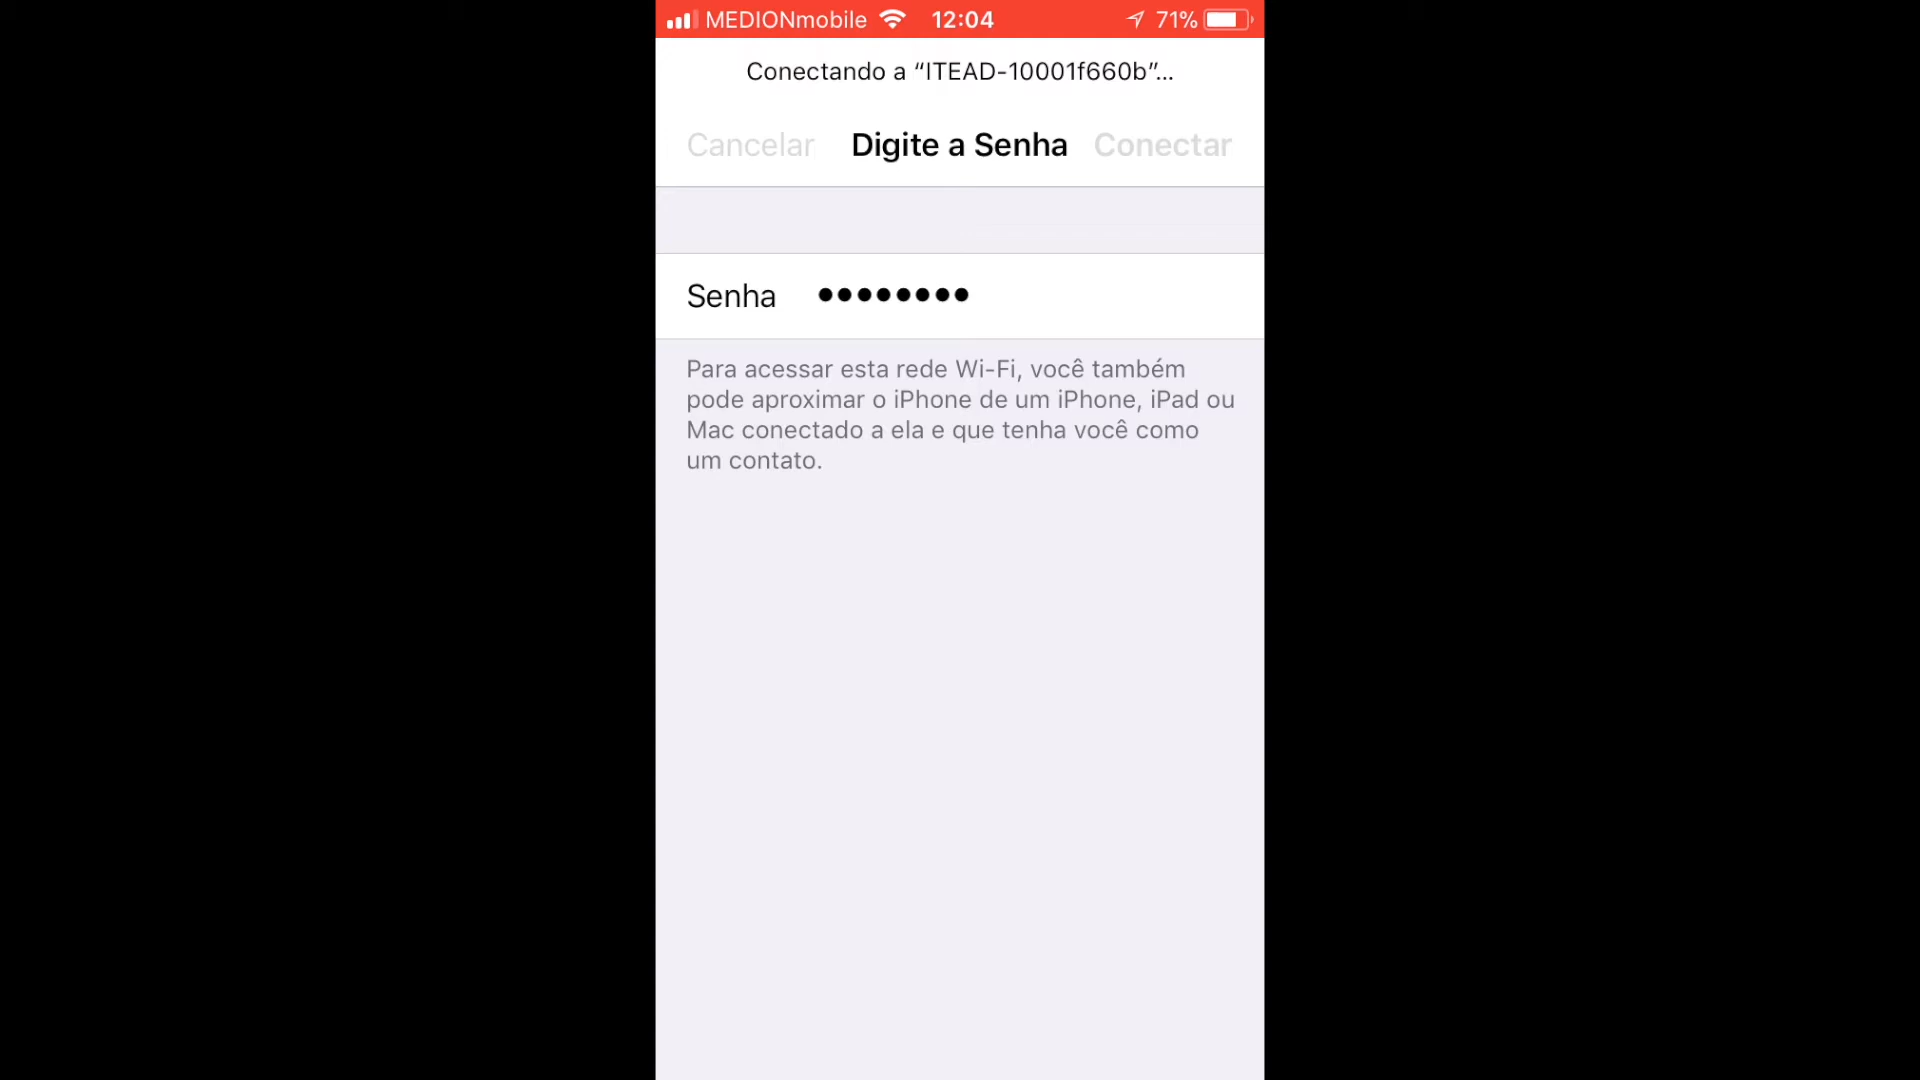 MEDIONmobile 12:04 71%
Conectando a “ITEAD-10001f660b”...
Cancelar Digite a Senha Conectar
Senha ●●●●●●●●
Para acessar esta rede Wi-Fi, você também
pode aproximar o iPhone de um iPhone, iPad ou
Mac conectado a ela e que tenha você como
um contato.